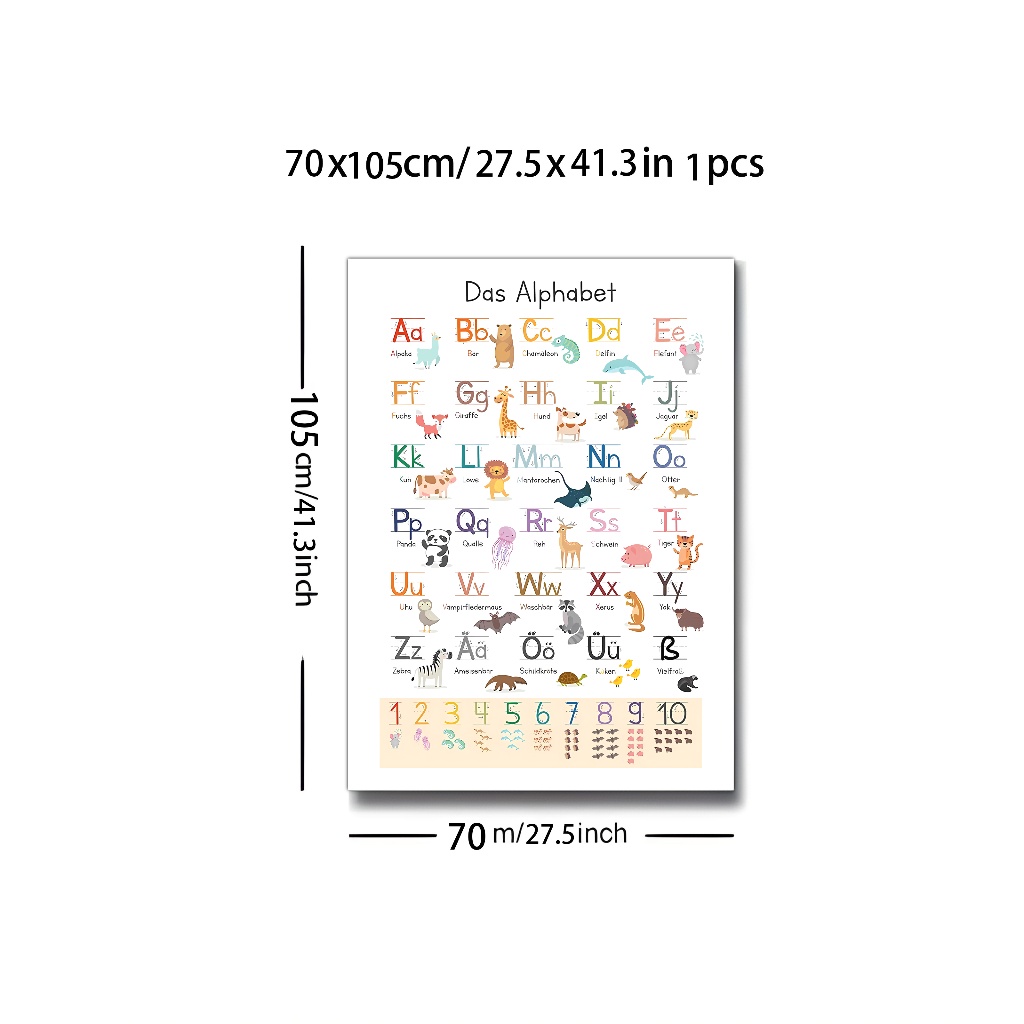 70x105cm/ 27.5x41.3in 1pcs
105cm/41.3inch
Das Alphabet
Aa Bb Cc Dd Ee
Alpaka Bär Chamäleon Delfin Elefant
Ff Gg Hh Ii Jj
Fuchs Giraffe Hund Igel Jaguar
Kk Ll Mm Nn Oo
Kuh Löwe Mantarochen Otter
Pp Qq Rr Ss Tt
Panda Qualle Reh Schwein Tiger
Uu Vv Ww Xx Yy
Uhu Vampirfledermaus Waschbär Xerus Yak
Zz Ää Öö Üü ß
Zebra Ameisenbär Schildkröte Küken Vielfraß
1 2 3 4 5 6 7 8 9 10
70 m/27.5inch